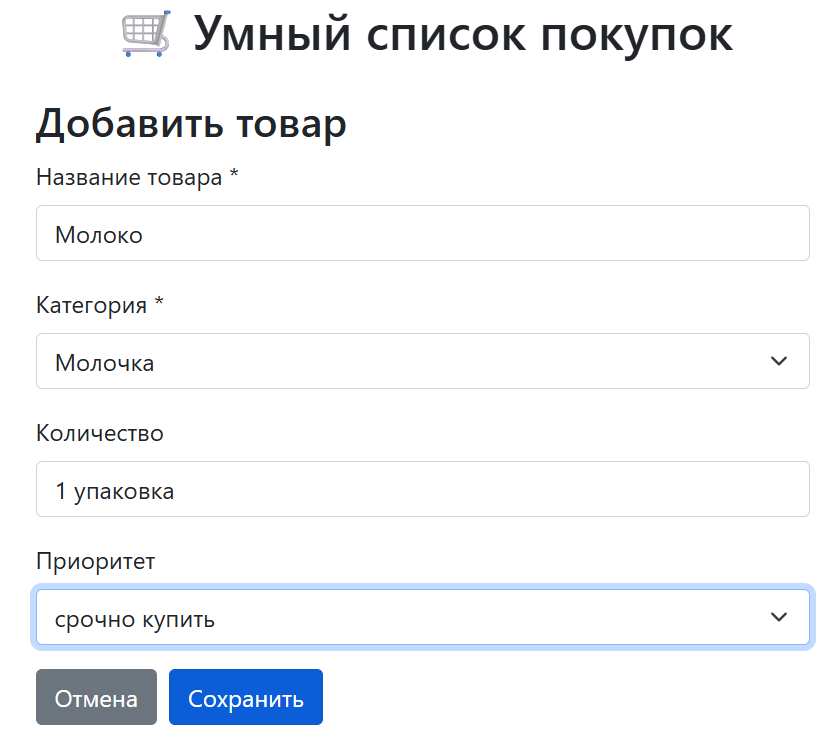 Умный список покупок
Добавить товар
Название товара *
Молоко
Категория *
Молочка
Количество
1 упаковка
Приоритет
срочно купить
Отмена Сохранить